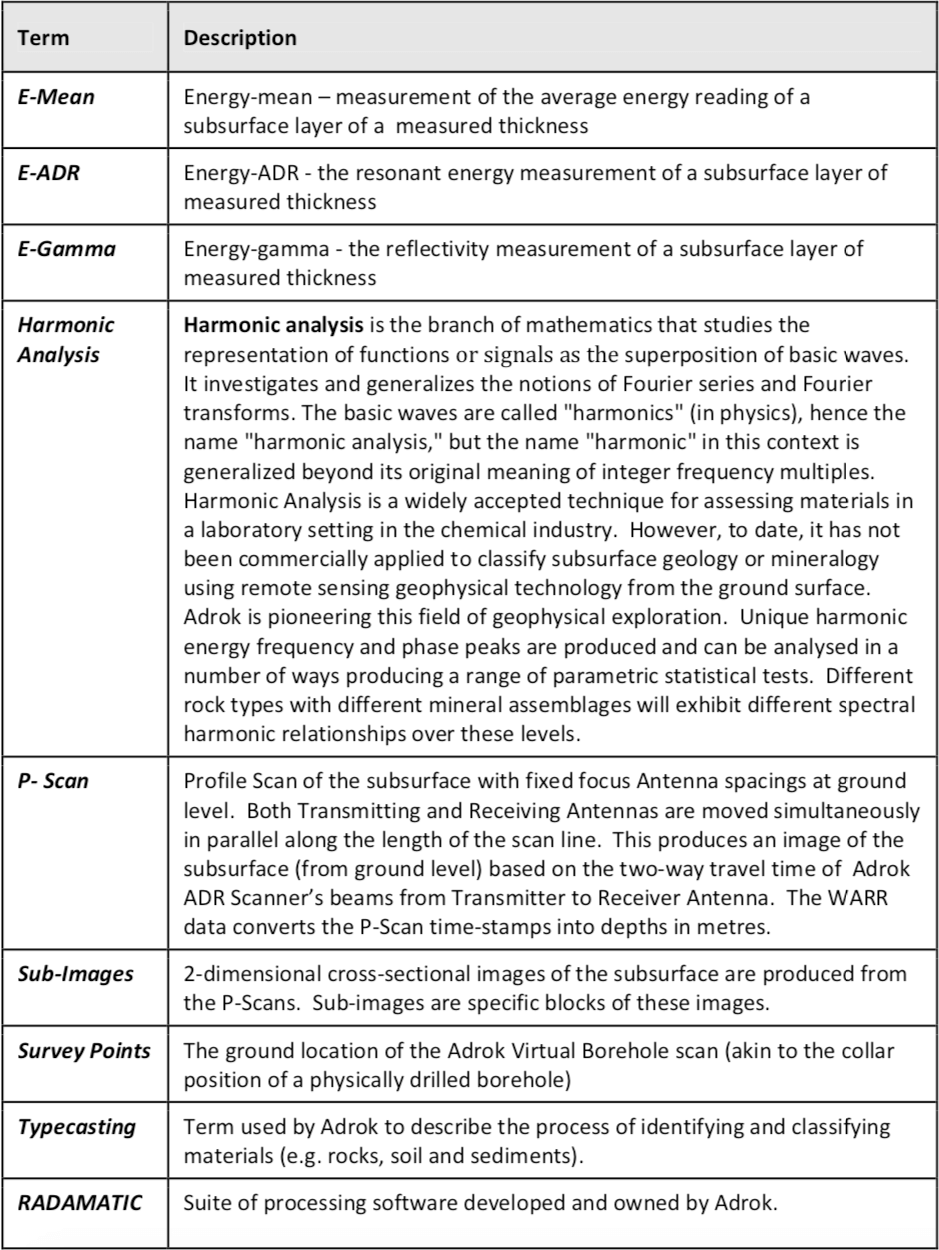 Term Description
E-Mean Energy-mean – measurement of the average energy reading of a
subsurface layer of a measured thickness
E-ADR Energy-ADR - the resonant energy measurement of a subsurface layer of
measured thickness
E-Gamma Energy-gamma - the reflectivity measurement of a subsurface layer of
measured thickness
Harmonic Harmonic analysis is the branch of mathematics that studies the
Analysis representation of functions or signals as the superposition of basic waves.
It investigates and generalizes the notions of Fourier series and Fourier
transforms. The basic waves are called "harmonics" (in physics), hence the
name "harmonic analysis," but the name "harmonic" in this context is
generalized beyond its original meaning of integer frequency multiples.
Harmonic Analysis is a widely accepted technique for assessing materials in
a laboratory setting in the chemical industry. However, to date, it has not
been commercially applied to classify subsurface geology or mineralogy
using remote sensing geophysical technology from the ground surface.
Adrok is pioneering this field of geophysical exploration. Unique harmonic
energy frequency and phase peaks are produced and can be analysed in a
number of ways producing a range of parametric statistical tests. Different
rock types with different mineral assemblages will exhibit different spectral
harmonic relationships over these levels.
P- Scan Profile Scan of the subsurface with fixed focus Antenna spacings at ground
level. Both Transmitting and Receiving Antennas are moved simultaneously
in parallel along the length of the scan line. This produces an image of the
subsurface (from ground level) based on the two-way travel time of Adrok
ADR Scanner's beams from Transmitter to Receiver Antenna. The WARR
data converts the P-Scan time-stamps into depths in metres.
Sub-Images 2-dimensional cross-sectional images of the subsurface are produced from
the P-Scans. Sub-images are specific blocks of these images.
Survey Points The ground location of the Adrok Virtual Borehole scan (akin to the collar
position of a physically drilled borehole)
Typecasting Term used by Adrok to describe the process of identifying and classifying
materials (e.g. rocks, soil and sediments).
RADAMATIC Suite of processing software developed and owned by Adrok.